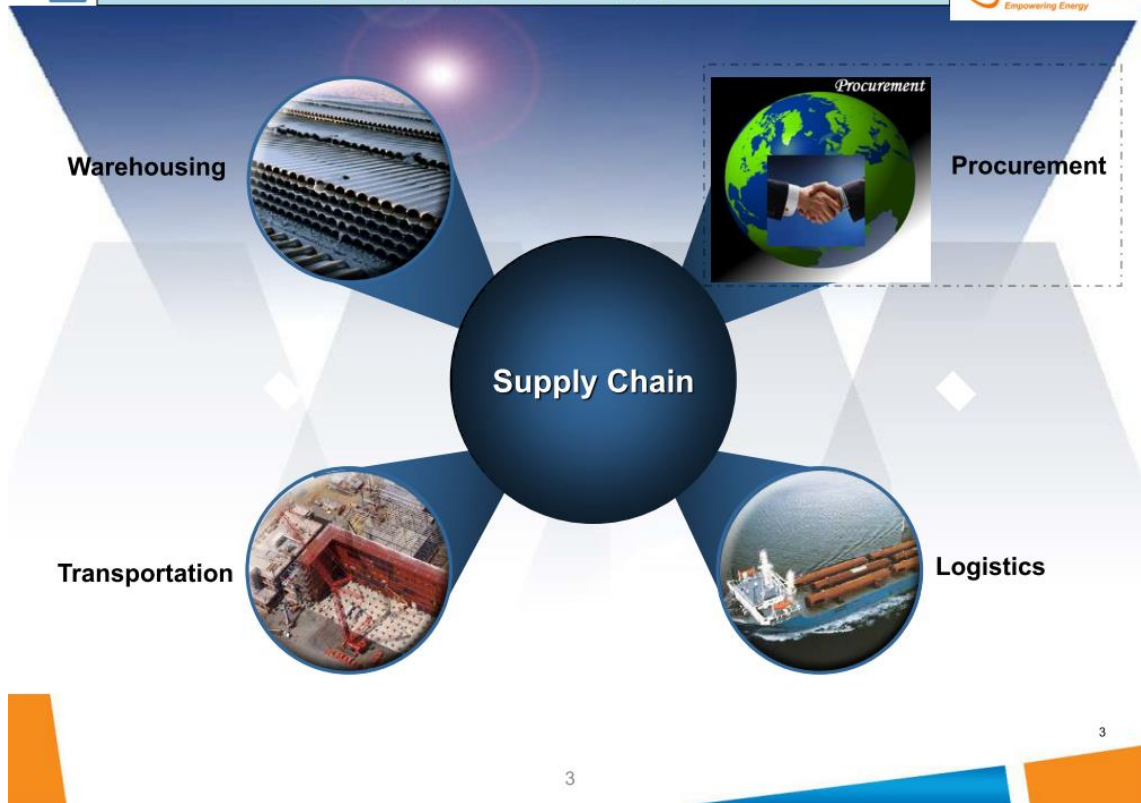 Empowering Energy
Procurement
Warehousing
Procurement
Supply Chain
Transportation
Logistics
3
3